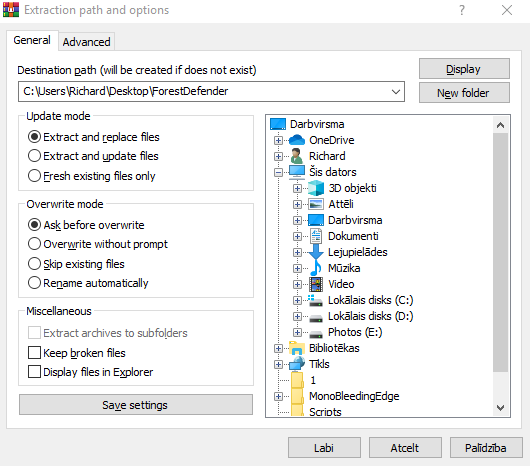 Extraction path and options
General
Advanced
Destination path (will be created if does not exist)
Display
C:\Users\Richard\Desktop\ForestDefender
New folder
Update mode
Extract and replace files
Extract and update files
Fresh existing files only
Overwrite mode
Ask before overwrite
Overwrite without prompt
Skip existing files
Rename automatically
Miscellaneous
Extract archives to subfolders
Keep broken files
Display files in Explorer
Save settings
Darbvirsma
OneDrive
Richard
Šis dators
3D objekti
Attēli
Darbvirsma
Dokumenti
Lejupielādes
Mūzika
Video
Lokālais disks (C:)
Lokālais disks (D:)
Photos (E:)
Bibliotēkas
Tīkls
1
MonoBleedingEdge
Scripts
Labi
Atcelt
Palīdzība